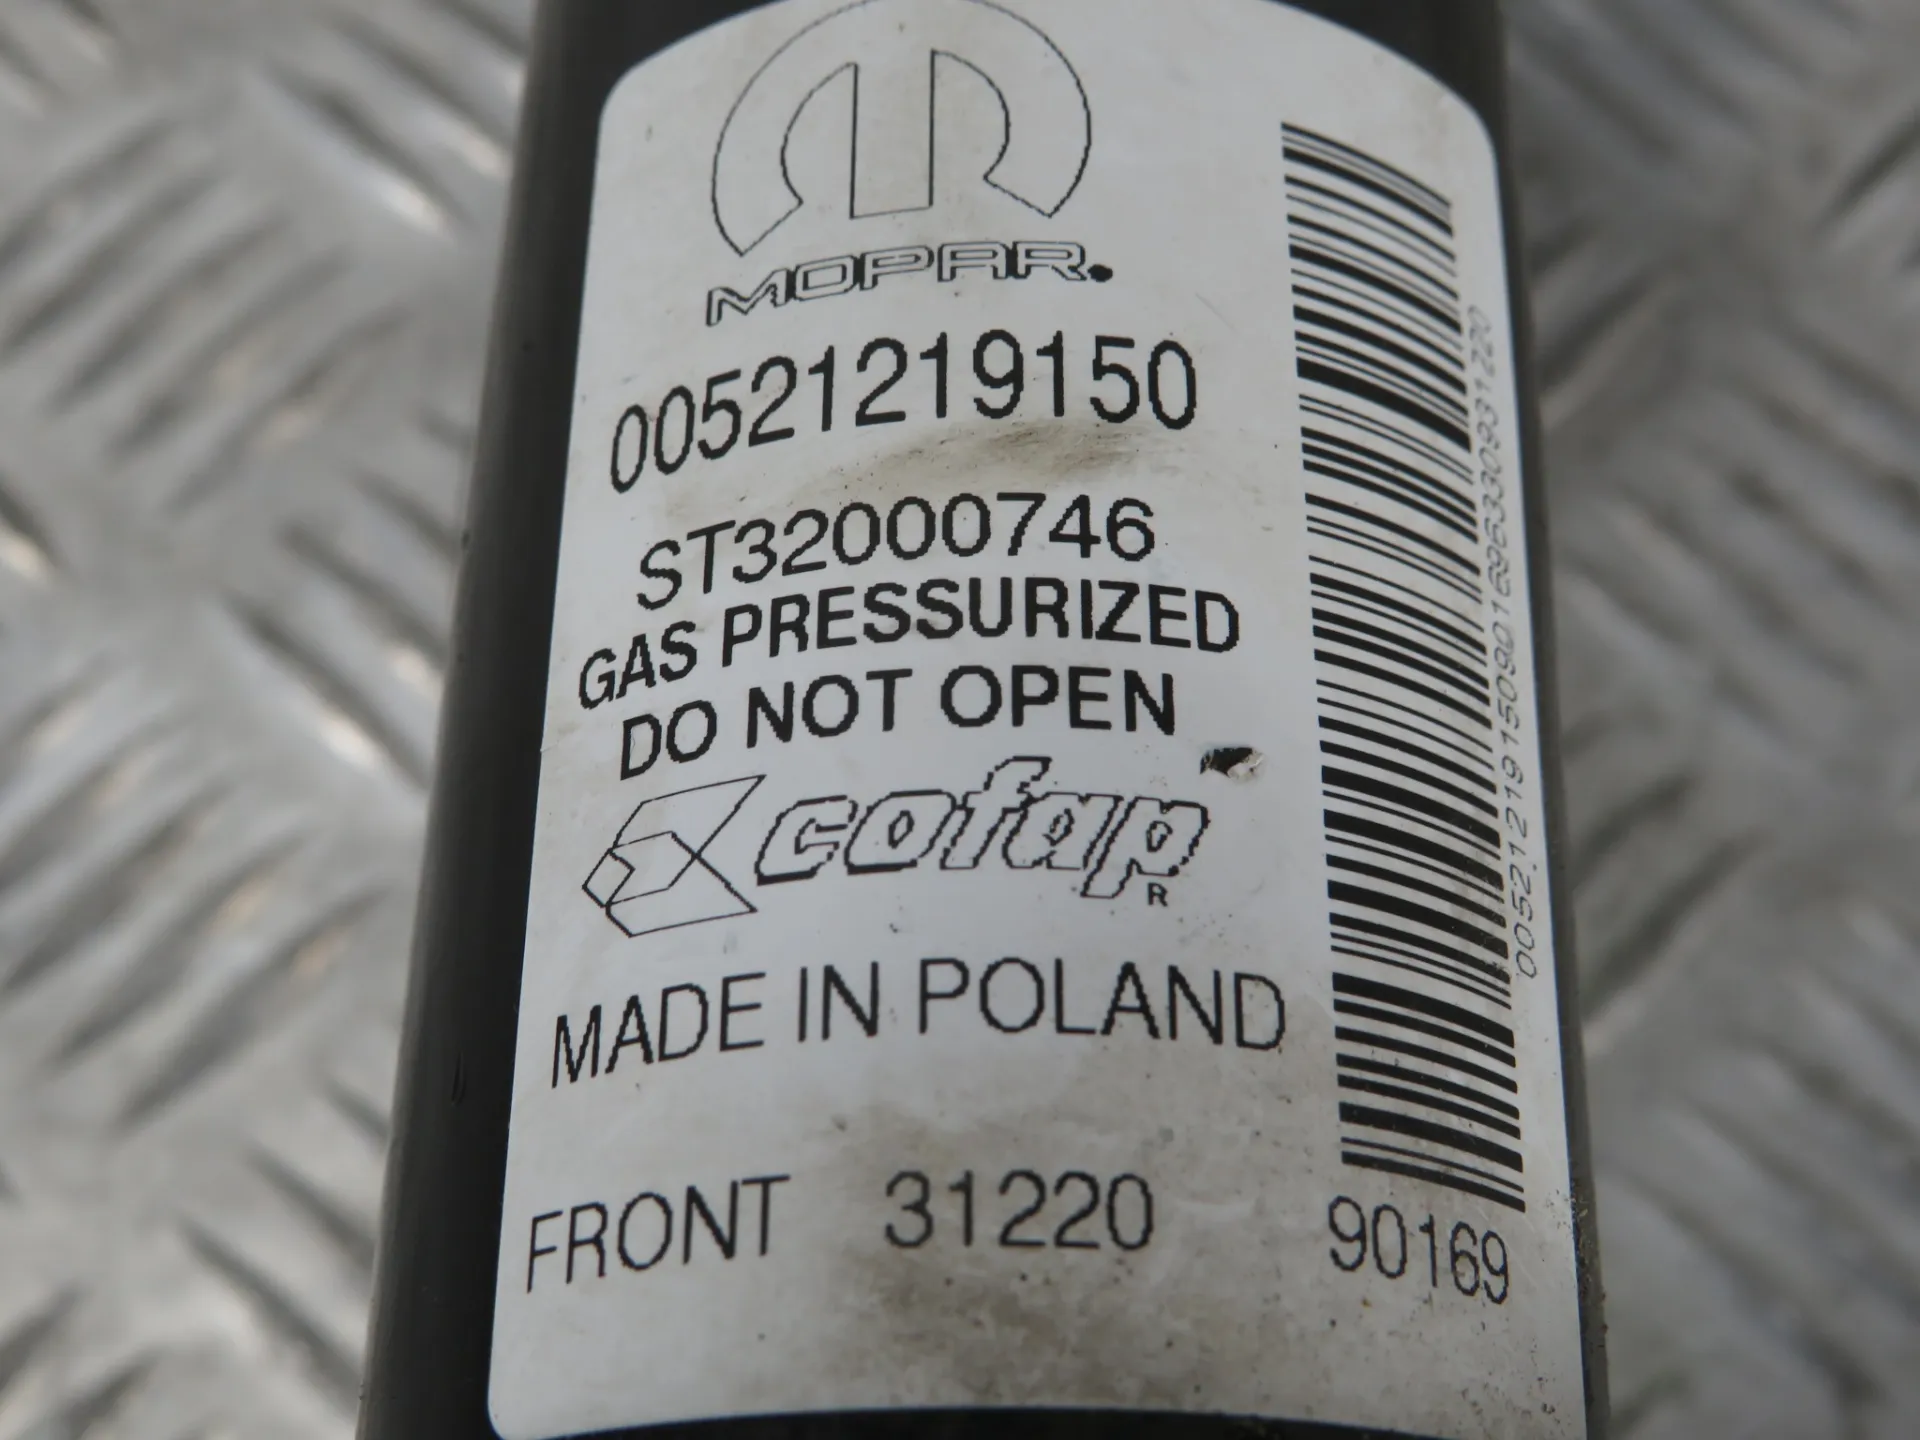 MOPAR.
00521219150
ST32000746
GAS PRESSURIZED
DO NOT OPEN
cofap R
MADE IN POLAND
FRONT 31220 90169